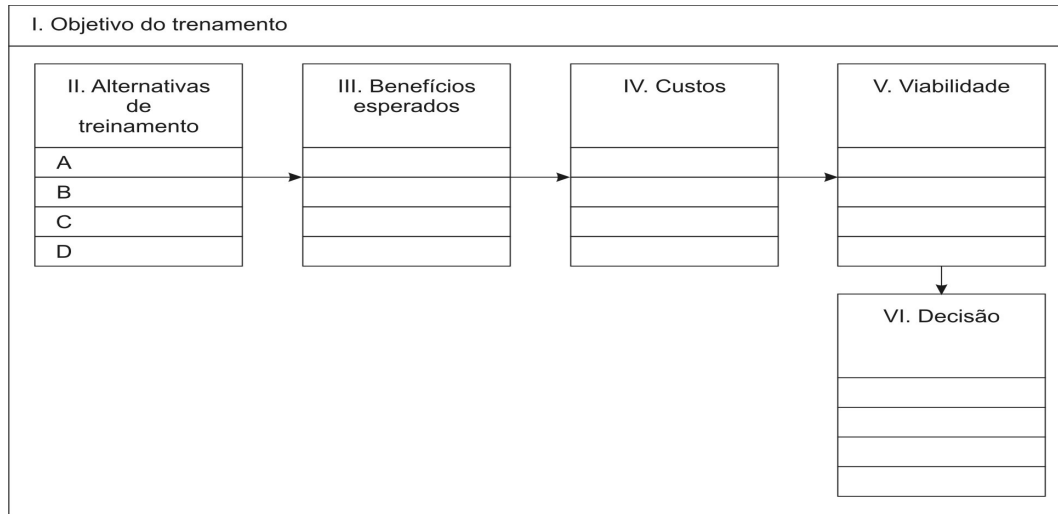 I. Objetivo do trenamento
II. Alternativas
de
treinamento
A
B
C
D
III. Benefícios
esperados
IV. Custos
V. Viabilidade
VI. Decisão